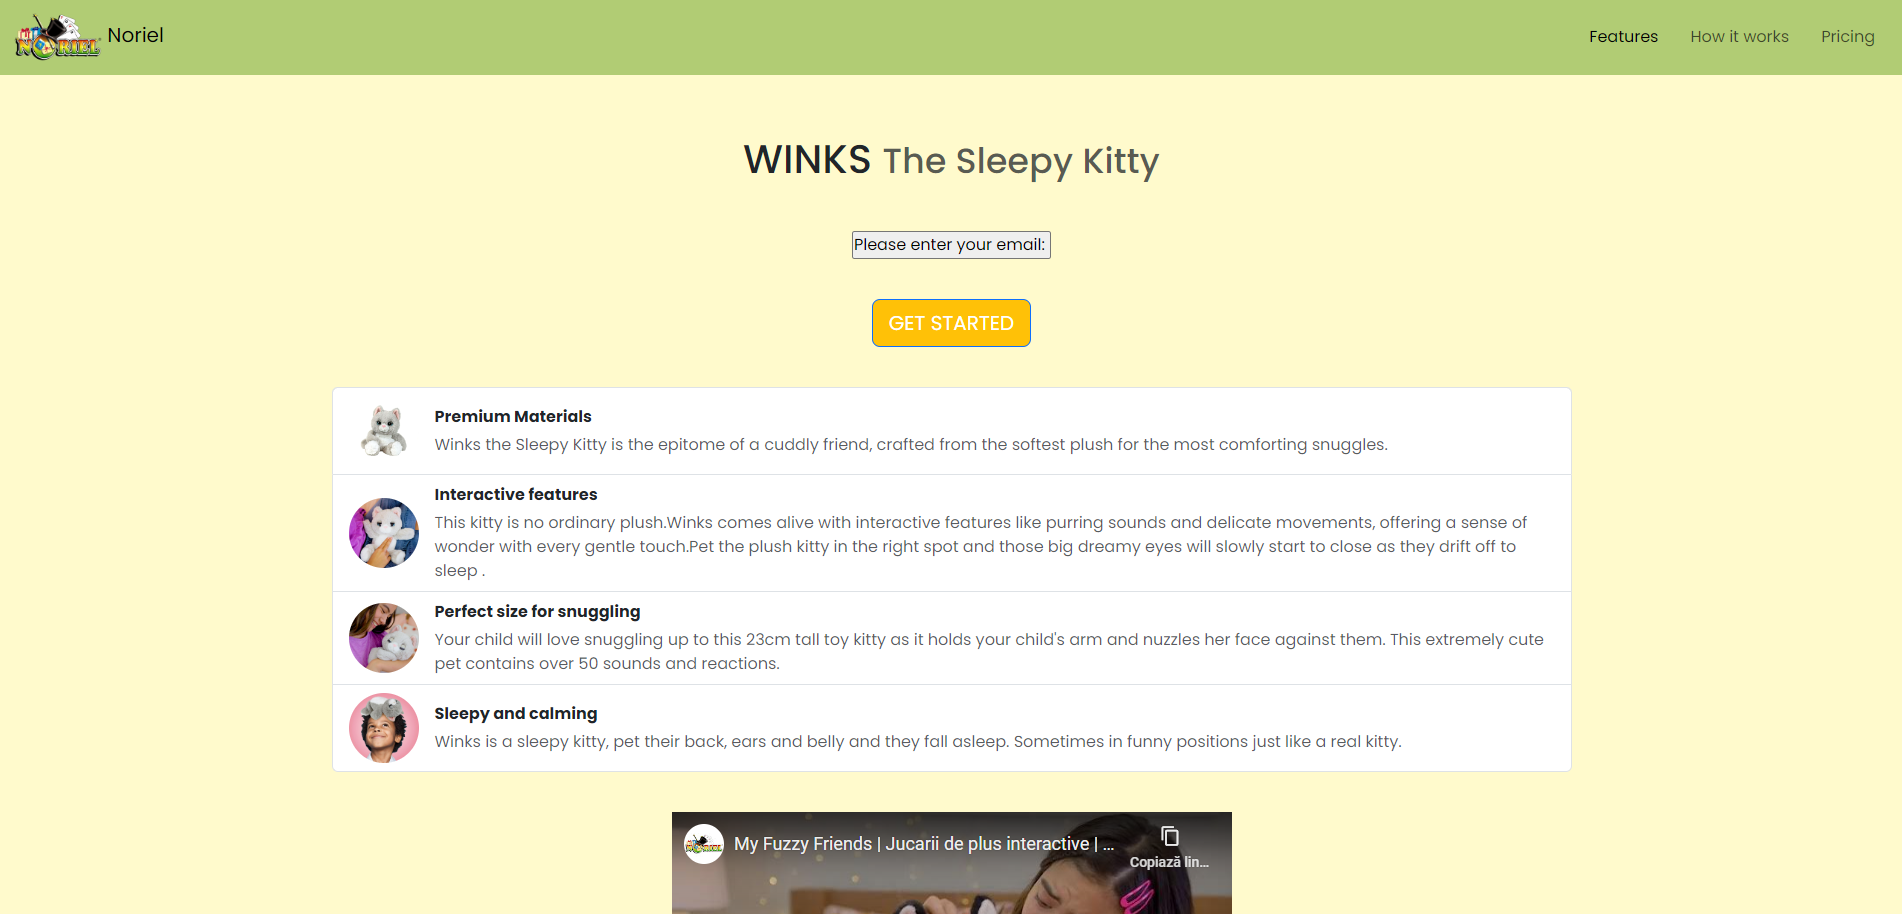 NORIEL Noriel
Features How it works Pricing
WINKS The Sleepy Kitty
Please enter your email:
GET STARTED
Premium Materials
Winks the Sleepy Kitty is the epitome of a cuddly friend, crafted from the softest plush for the most comforting snuggles.
Interactive features
This kitty is no ordinary plush.Winks comes alive with interactive features like purring sounds and delicate movements, offering a sense of
wonder with every gentle touch.Pet the plush kitty in the right spot and those big dreamy eyes will slowly start to close as they drift off to
sleep .
Perfect size for snuggling
Your child will love snuggling up to this 23cm tall toy kitty as it holds your child's arm and nuzzles her face against them. This extremely cute
pet contains over 50 sounds and reactions.
Sleepy and calming
Winks is a sleepy kitty, pet their back, ears and belly and they fall asleep. Sometimes in funny positions just like a real kitty.
My Fuzzy Friends | Jucarii de plus interactive | ...
Copiază lin...